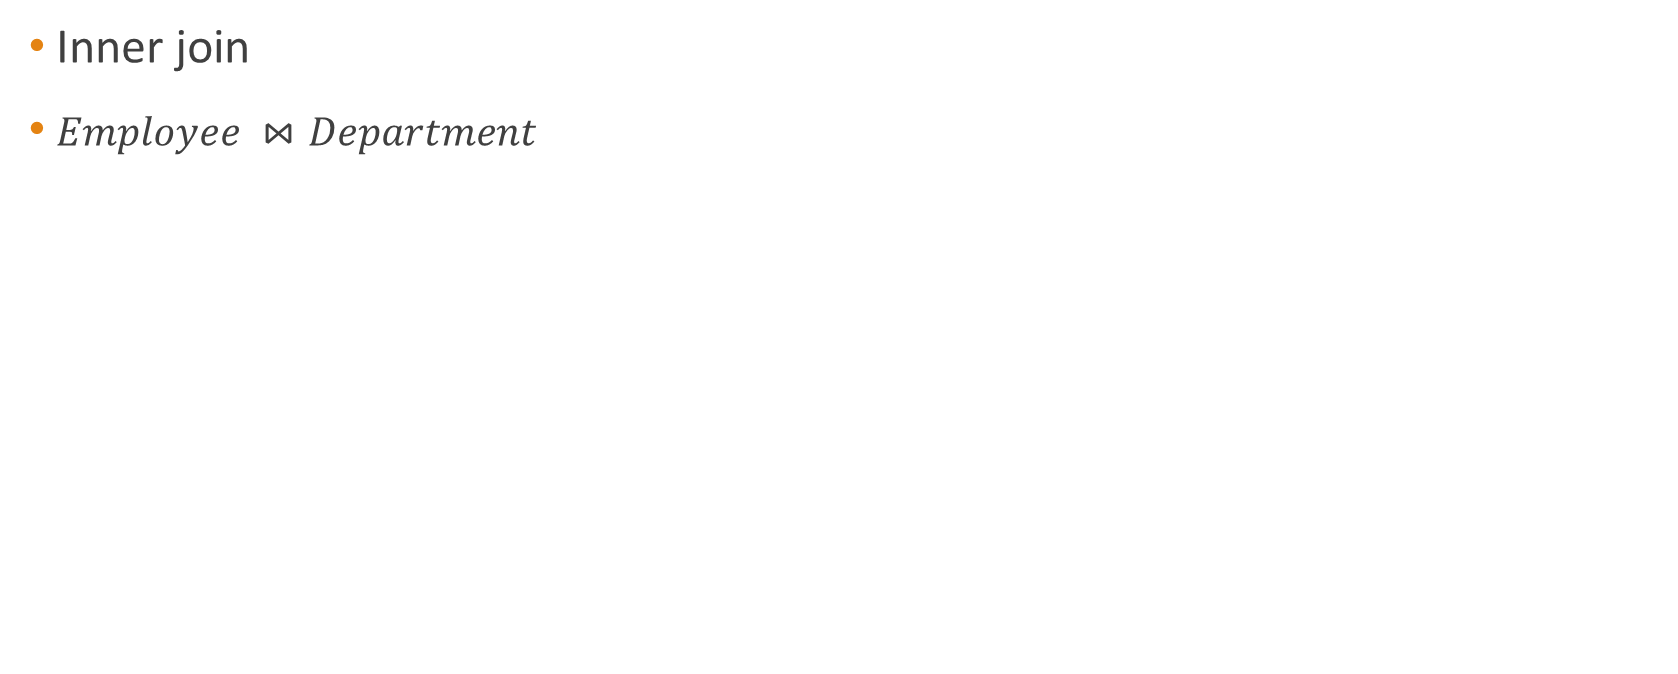 • Inner join
• Employee ⋈ Department